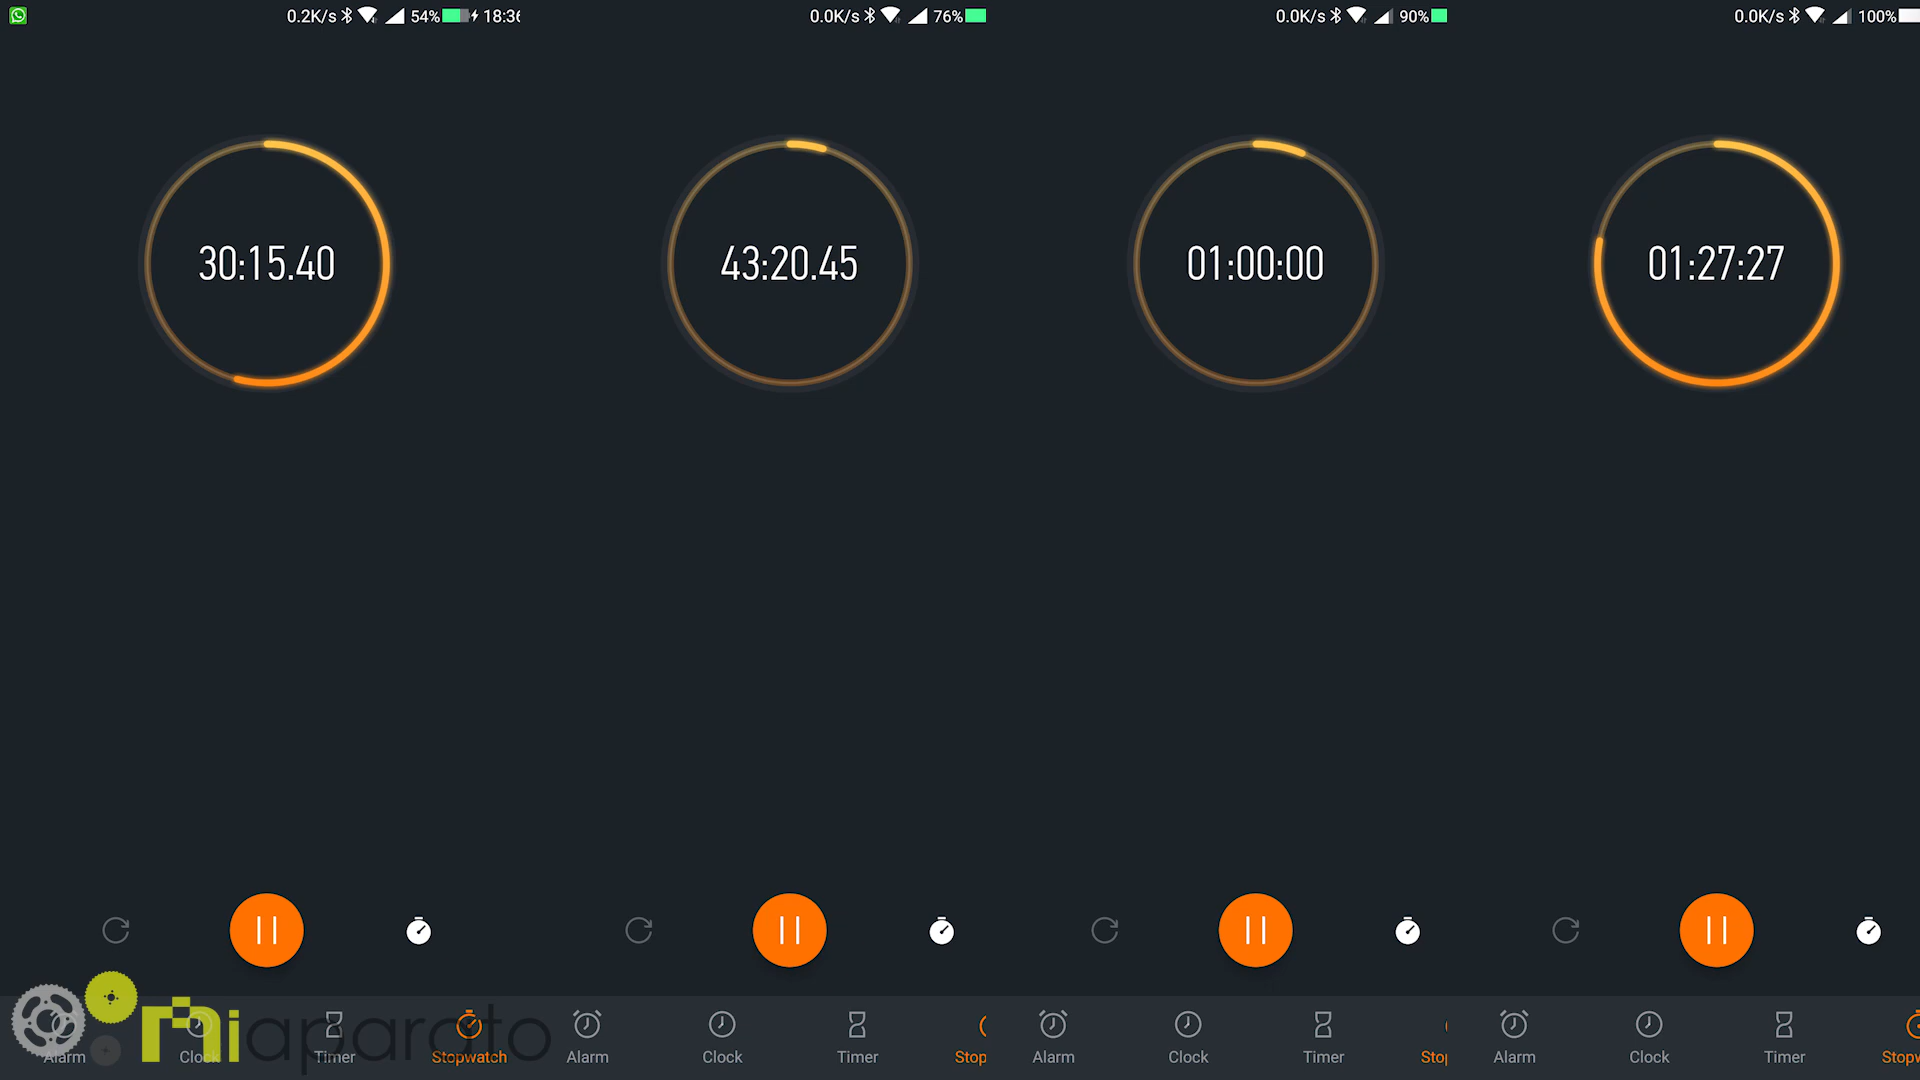 0.2K/s 54% 18:36
0.0K/s 76%
0.0K/s 90%
0.0K/s 100%
30:15.40
43:20.45
01:00:00
01:27:27
Alarm Clock Timer Stopwatch
Alarm Clock Timer Stop
Alarm Clock Timer Stop
Alarm Clock Timer Stopw
miaparato